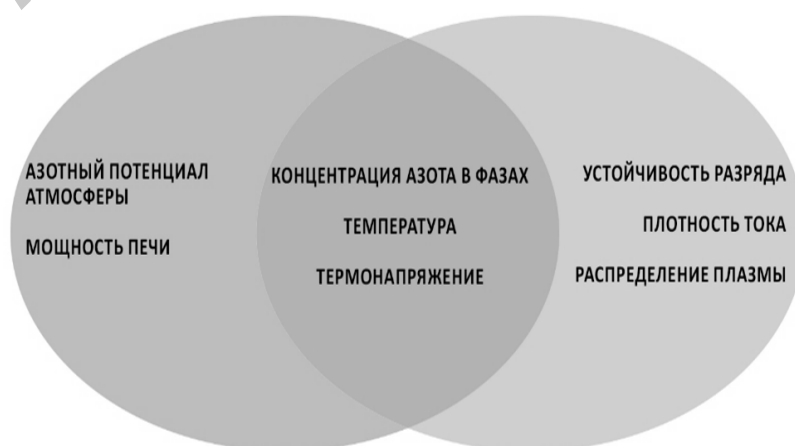 АЗОТНЫЙ ПОТЕНЦИАЛ
АТМОСФЕРЫ
МОЩНОСТЬ ПЕЧИ
КОНЦЕНТРАЦИЯ АЗОТА В ФАЗАХ
ТЕМПЕРАТУРА
ТЕРМОНАПРЯЖЕНИЕ
УСТОЙЧИВОСТЬ РАЗРЯДА
ПЛОТНОСТЬ ТОКА
РАСПРЕДЕЛЕНИЕ ПЛАЗМЫ